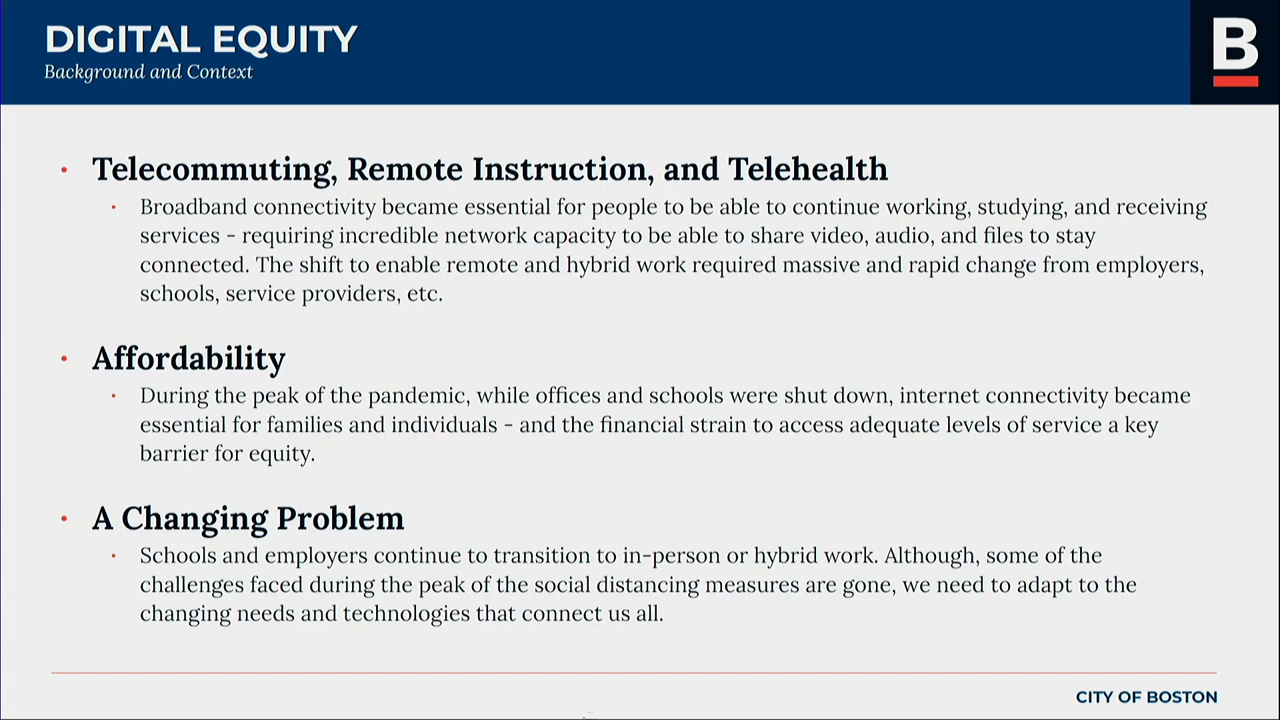 DIGITAL EQUITY
Background and Context
B
• Telecommuting, Remote Instruction, and Telehealth
• Broadband connectivity became essential for people to be able to continue working, studying, and receiving
services - requiring incredible network capacity to be able to share video, audio, and files to stay
connected. The shift to enable remote and hybrid work required massive and rapid change from employers,
schools, service providers, etc.
• Affordability
• During the peak of the pandemic, while offices and schools were shut down, internet connectivity became
essential for families and individuals - and the financial strain to access adequate levels of service a key
barrier for equity.
• A Changing Problem
• Schools and employers continue to transition to in-person or hybrid work. Although, some of the
challenges faced during the peak of the social distancing measures are gone, we need to adapt to the
changing needs and technologies that connect us all.
CITY OF BOSTON